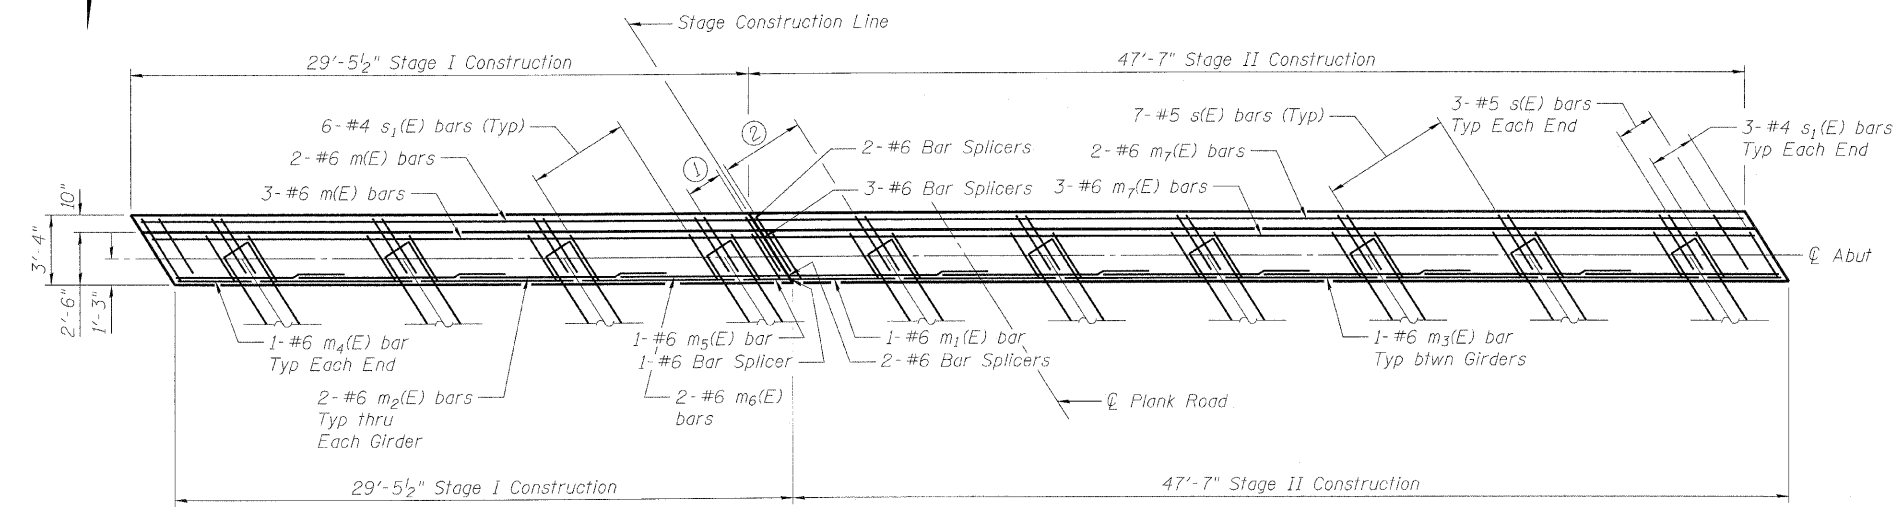 Stage Construction Line
29'-5½" Stage I Construction
47'-7" Stage II Construction
6-#4 s₁(E) bars (Typ)
2-#6 m(E) bars
3-#6 m(E) bars
1
2
2-#6 Bar Splicers
3-#6 Bar Splicers
7-#5 s(E) bars (Typ)
2-#6 m₇(E) bars
3-#6 m₇(E) bars
3-#5 s(E) bars
Typ Each End
3-#4 s₁(E) bars
Typ Each End
10"
3'-4"
2'-6"
1'-3"
℄ Abut
1-#6 m₄(E) bar
Typ Each End
2-#6 m₂(E) bars
Typ thru
Each Girder
1-#6 m₅(E) bar
1-#6 Bar Splicer
2-#6 m₆(E)
bars
1-#6 m₁(E) bar
2-#6 Bar Splicers
℄ Plank Road
1-#6 m₃(E) bar
Typ btwn Girders
29'-5½" Stage I Construction
47'-7" Stage II Construction